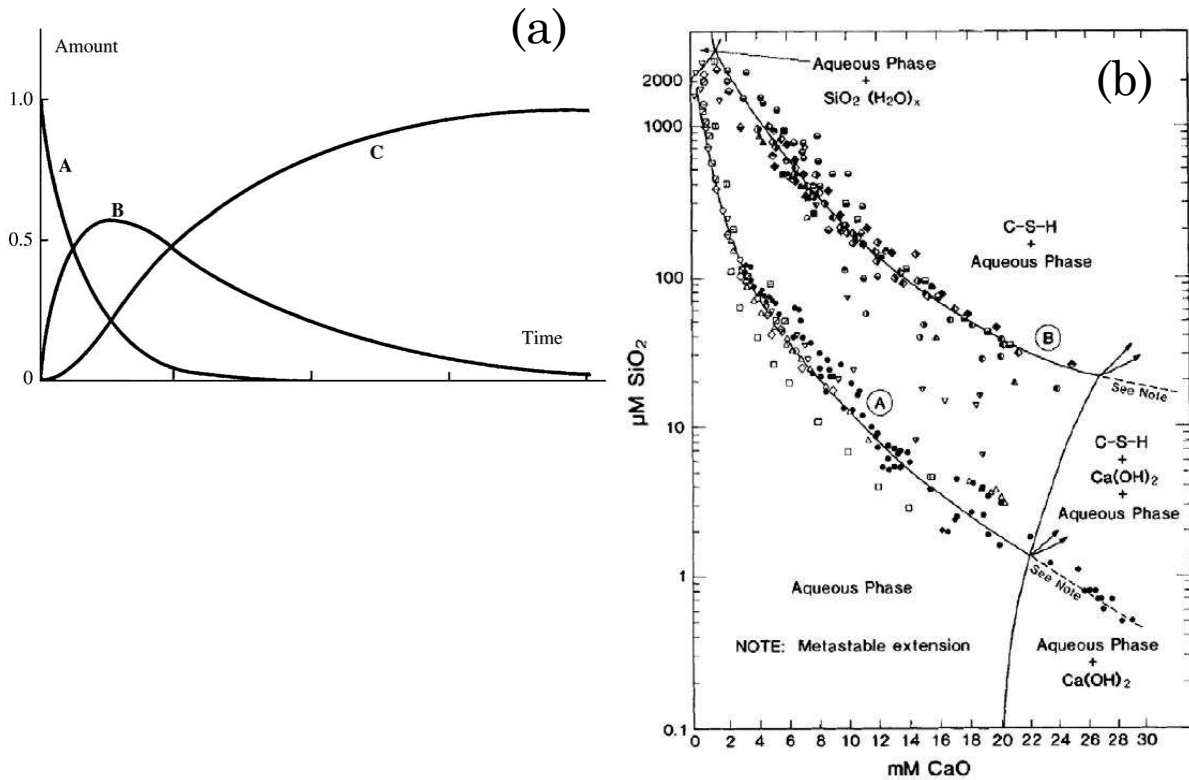 (a)
Amount
1.0
A
B
C
0.5
Time
0
(b)
Aqueous Phase
+
SiO₂ (H₂O)ₓ
2000
1000
C-S-H
+
Aqueous Phase
100
B
See Note
µM SiO₂
A
10
C-S-H
+
Ca(OH)₂
+
Aqueous Phase
1
See Note
Aqueous Phase
NOTE: Metastable extension
Aqueous Phase
+
Ca(OH)₂
0.1
0 2 4 6 8 10 12 14 16 18 20 22 24 26 28 30
mM CaO